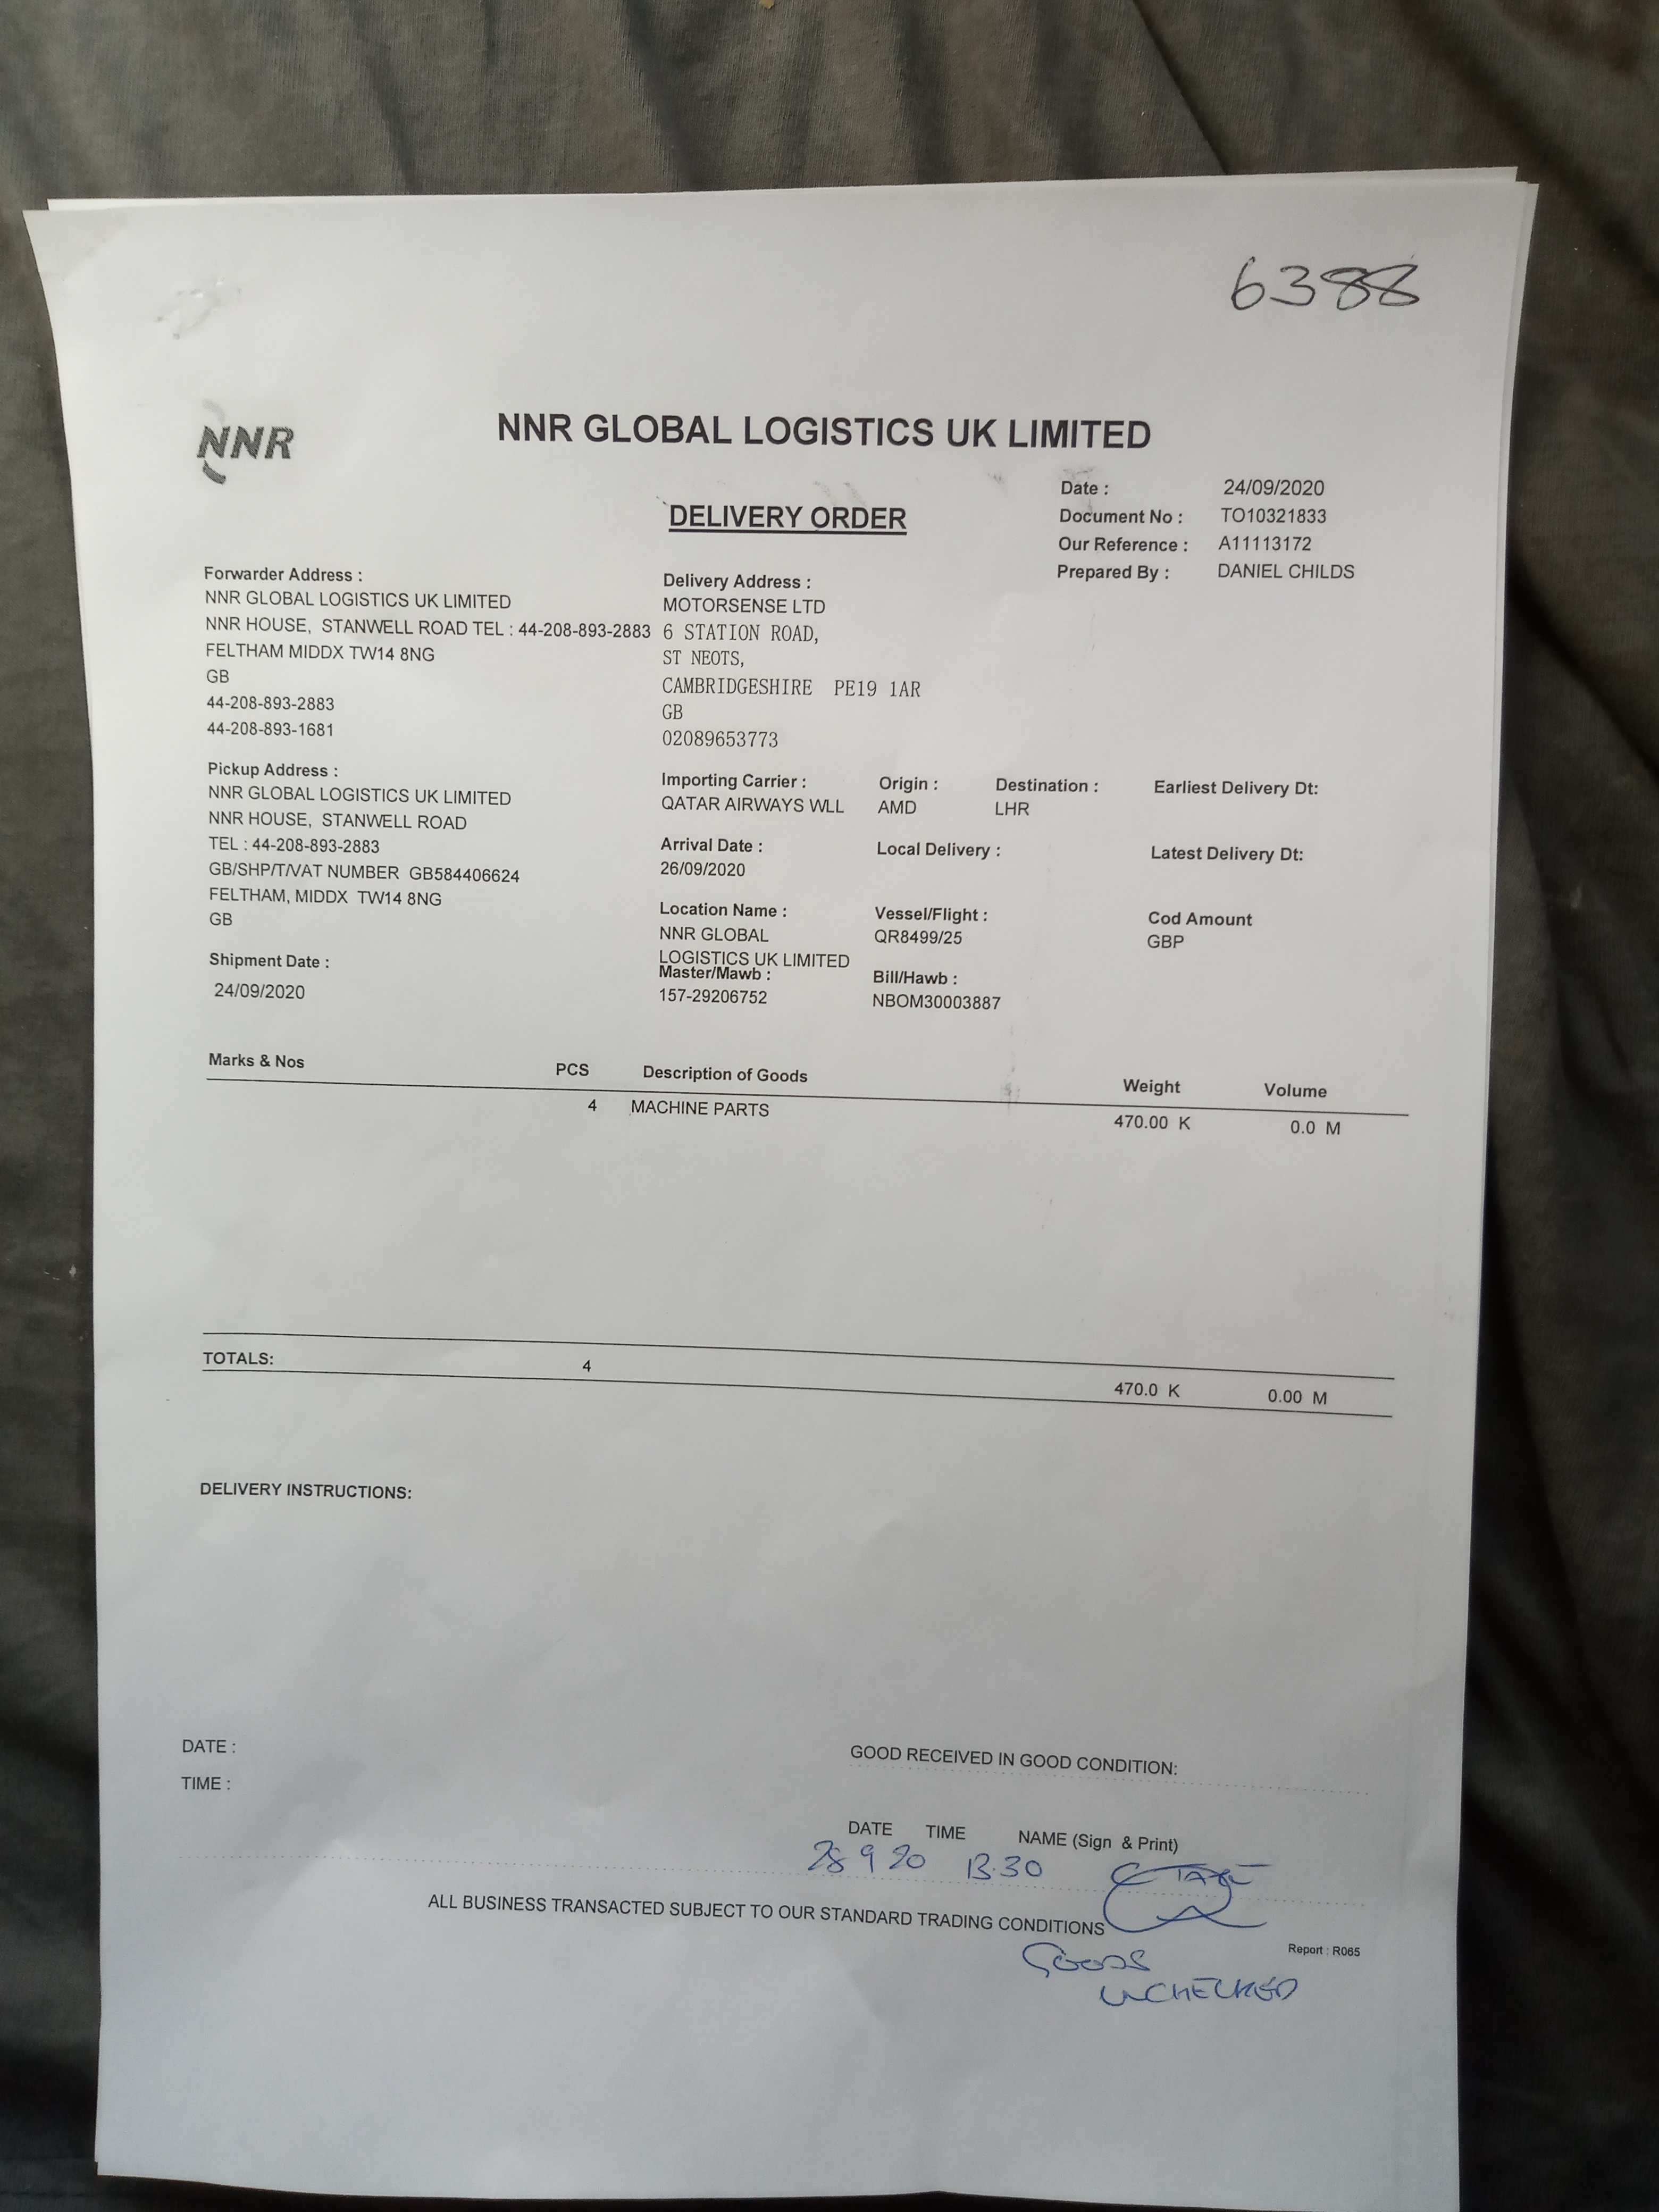 6388
NNR
NNR GLOBAL LOGISTICS UK LIMITED
DELIVERY ORDER
Date : 24/09/2020
Document No : TO10321833
Our Reference : A11113172
Prepared By : DANIEL CHILDS
Forwarder Address :
NNR GLOBAL LOGISTICS UK LIMITED
NNR HOUSE, STANWELL ROAD TEL : 44-208-893-2883
FELTHAM MIDDX TW14 8NG
GB
44-208-893-2883
44-208-893-1681
Delivery Address :
MOTORSENSE LTD
6 STATION ROAD,
ST NEOTS,
CAMBRIDGESHIRE PE19 1AR
GB
02089653773
Pickup Address :
NNR GLOBAL LOGISTICS UK LIMITED
NNR HOUSE, STANWELL ROAD
TEL : 44-208-893-2883
GB/SHP/T/VAT NUMBER GB584406624
FELTHAM, MIDDX TW14 8NG
GB
Shipment Date :
24/09/2020
Importing Carrier : Origin : Destination : Earliest Delivery Dt:
QATAR AIRWAYS WLL AMD LHR
Arrival Date : Local Delivery : Latest Delivery Dt:
26/09/2020
Location Name : Vessel/Flight : Cod Amount
NNR GLOBAL QR8499/25 GBP
LOGISTICS UK LIMITED
Master/Mawb : Bill/Hawb :
157-29206752 NBOM30003887
Marks & Nos PCS Description of Goods Weight Volume
4 MACHINE PARTS 470.00 K 0.0 M
TOTALS: 4 470.0 K 0.00 M
DELIVERY INSTRUCTIONS:
DATE :
TIME :
GOOD RECEIVED IN GOOD CONDITION:
DATE TIME NAME (Sign & Print)
28 9 20 13.30
ALL BUSINESS TRANSACTED SUBJECT TO OUR STANDARD TRADING CONDITIONS
Report : R065
GOODS
UNCHECKED